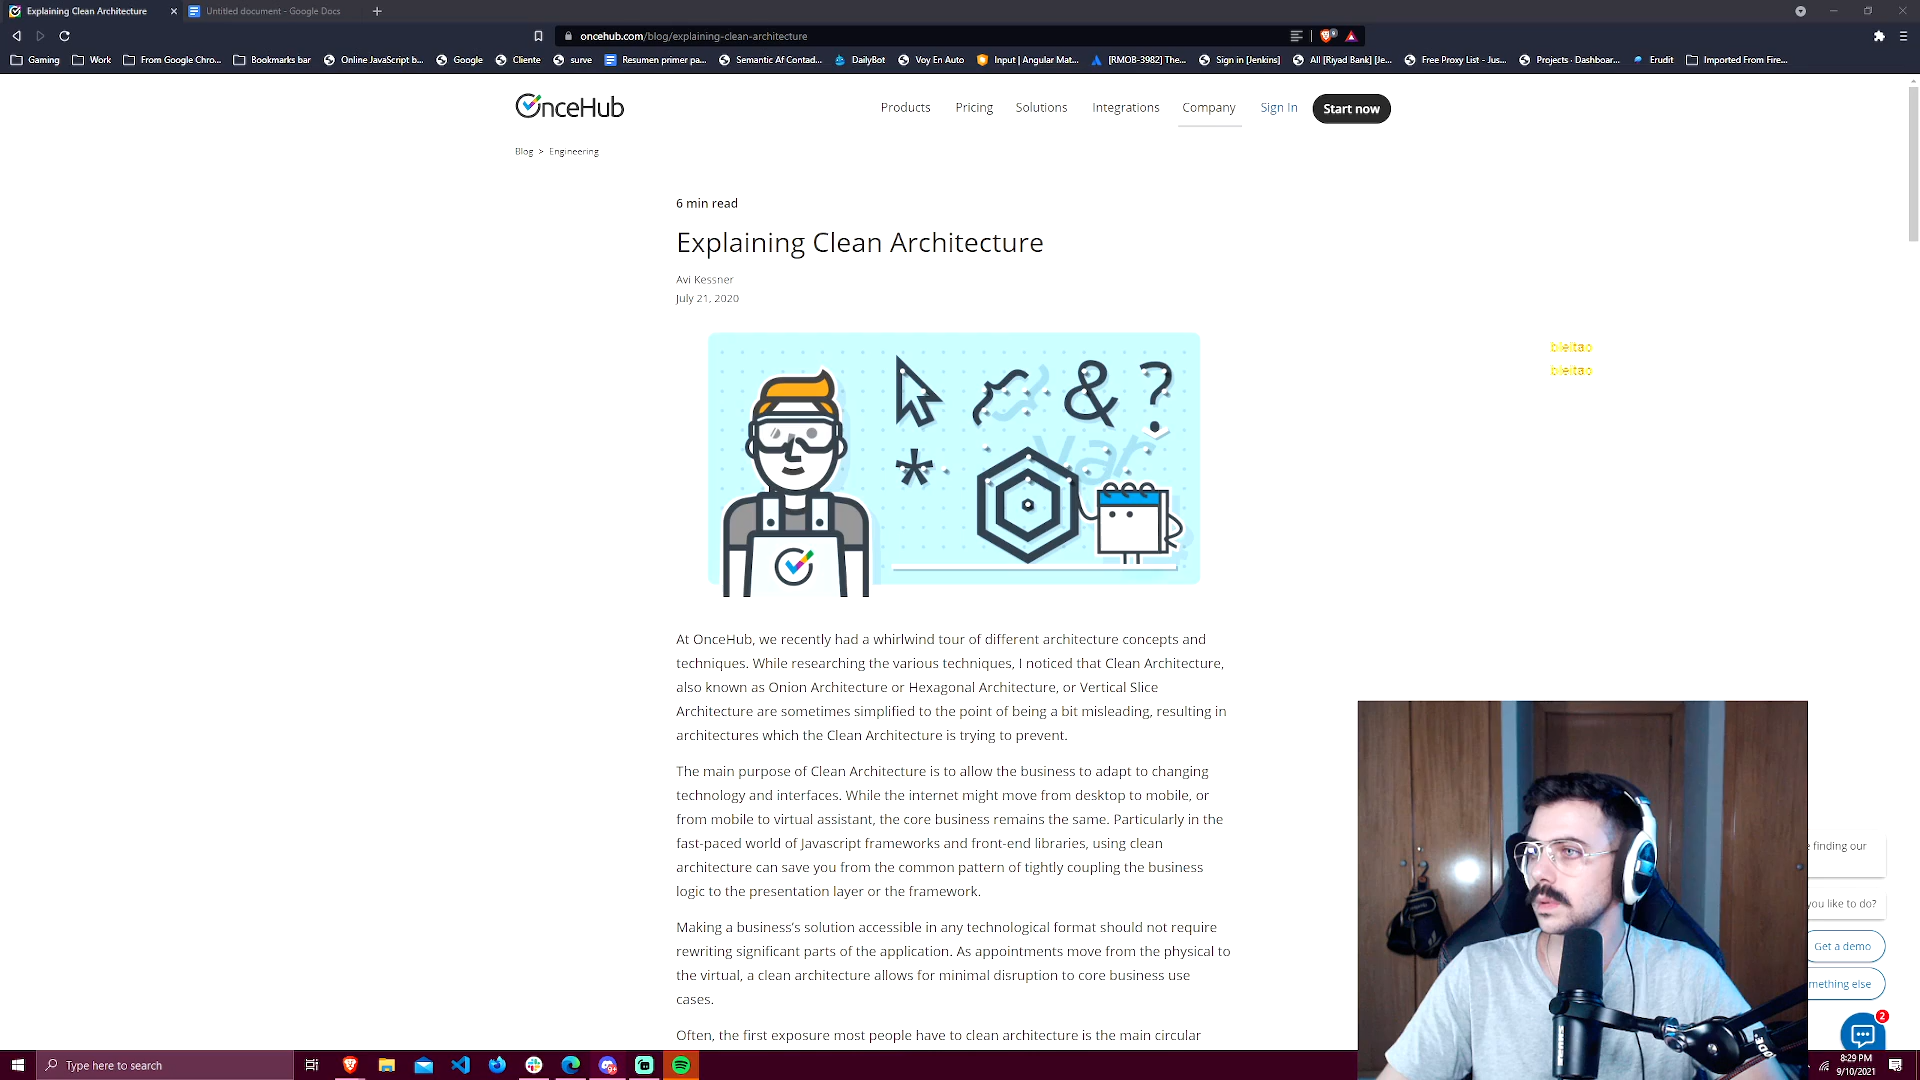 Explaining Clean Architecture
Untitled document - Google Docs
oncehub.com/blog/explaining-clean-architecture
Gaming
Work
From Google Chro...
Bookmarks bar
Online JavaScript b...
Google
Cliente
surve
Resumen primer pa...
Semantic Af Contad...
DailyBot
Voy En Auto
Input | Angular Mat...
[RMOB-3982] The...
Sign in [Jenkins]
All [Riyad Bank] [Je...
Free Proxy List - Jus...
Projects · Dashboar...
Erudit
Imported From Fire...
OnceHub
Products
Pricing
Solutions
Integrations
Company
Sign In
Start now
Blog > Engineering
6 min read
Explaining Clean Architecture
Avi Kessner
July 21, 2020
& ?
*
var
At OnceHub, we recently had a whirlwind tour of different architecture concepts and
techniques. While researching the various techniques, I noticed that Clean Architecture,
also known as Onion Architecture or Hexagonal Architecture, or Vertical Slice
Architecture are sometimes simplified to the point of being a bit misleading, resulting in
architectures which the Clean Architecture is trying to prevent.
The main purpose of Clean Architecture is to allow the business to adapt to changing
technology and interfaces. While the internet might move from desktop to mobile, or
from mobile to virtual assistant, the core business remains the same. Particularly in the
fast-paced world of Javascript frameworks and front-end libraries, using clean
architecture can save you from the common pattern of tightly coupling the business
logic to the presentation layer or the framework.
Making a business's solution accessible in any technological format should not require
rewriting significant parts of the application. As appointments move from the physical to
the virtual, a clean architecture allows for minimal disruption to core business use
cases.
Often, the first exposure most people have to clean architecture is the main circular
finding our
you like to do?
Get a demo
mething else
2
Type here to search
8:29 PM
9/10/2021